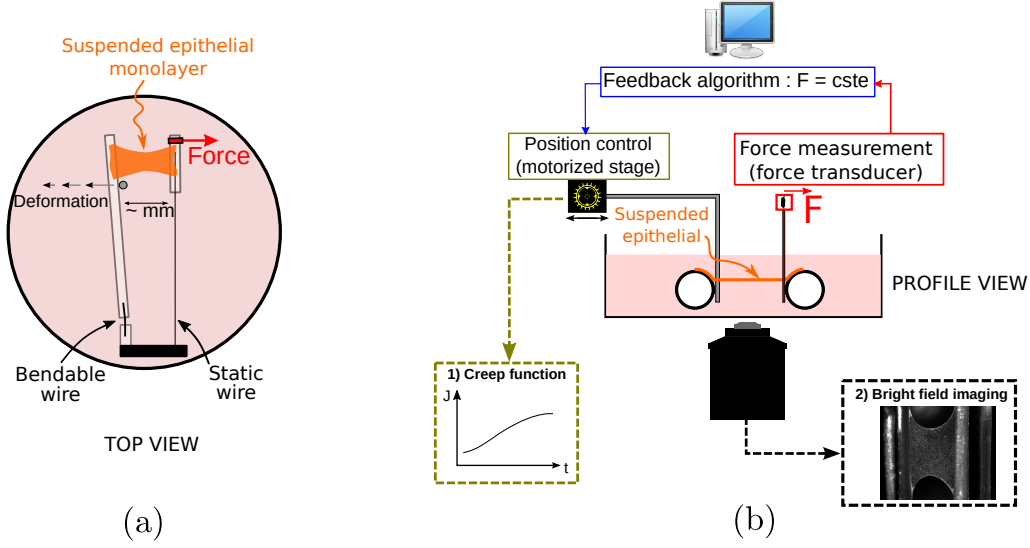 Suspended epithelial
monolayer
Force
Deformation
~ mm
Bendable
wire
Static
wire
TOP VIEW
(a)
Feedback algorithm : F = cste
Position control
(motorized stage)
Force measurement
(force transducer)
F
Suspended
epithelial
PROFILE VIEW
1) Creep function
J
t
2) Bright field imaging
(b)